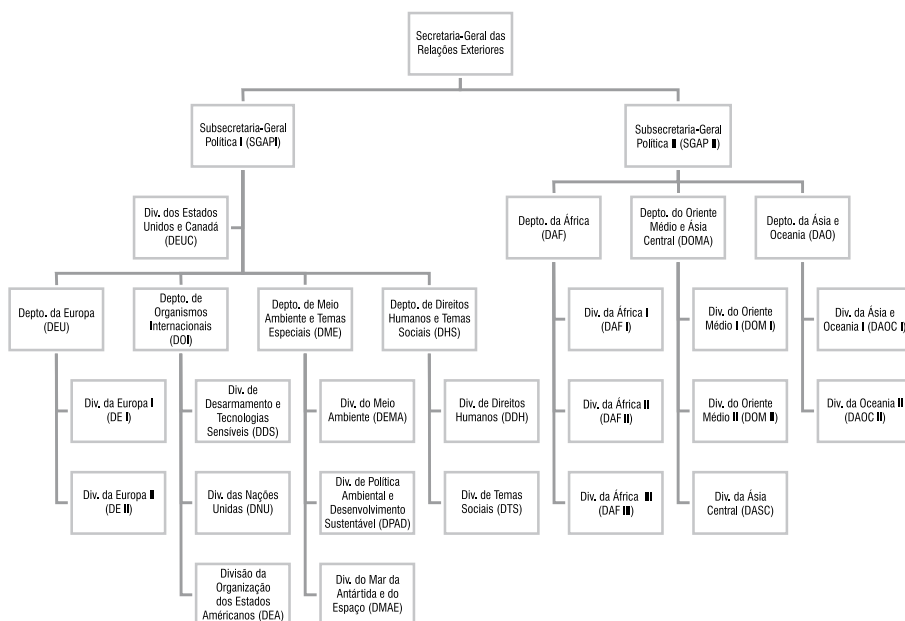 Secretaria-Geral das
Relações Exteriores
Subsecretaria-Geral
Política I (SGAPI)
Subsecretaria-Geral
Política II (SGAP II)
Div. dos Estados
Unidos e Canadá
(DEUC)
Depto. da África
(DAF)
Depto. do Oriente
Médio e Ásia
Central (DOMA)
Depto. da Ásia e
Oceania (DAO)
Depto. da Europa
(DEU)
Depto. de
Organismos
Internacionais
(DOI)
Depto. de Meio
Ambiente e Temas
Especiais (DME)
Depto. de Direitos
Humanos e Temas
Sociais (DHS)
Div. da África I
(DAF I)
Div. do Oriente
Médio I (DOM I)
Div. da Ásia e
Oceania I (DAOC I)
Div. da Europa I
(DE I)
Div. de
Desarmamento e
Tecnologias
Sensíveis (DDS)
Div. do Meio
Ambiente (DEMA)
Div. de Direitos
Humanos (DDH)
Div. da África II
(DAF II)
Div. do Oriente
Médio II (DOM II)
Div. da Oceania II
(DAOC II)
Div. da Europa II
(DE II)
Div. das Nações
Unidas (DNU)
Div. de Política
Ambiental e
Desenvolvimento
Sustentável (DPAD)
Div. de Temas
Sociais (DTS)
Div. da África III
(DAF III)
Div. da Ásia
Central (DASC)
Divisão da
Organização
dos Estados
Américanos (DEA)
Div. do Mar da
Antártida e do
Espaço (DMAE)